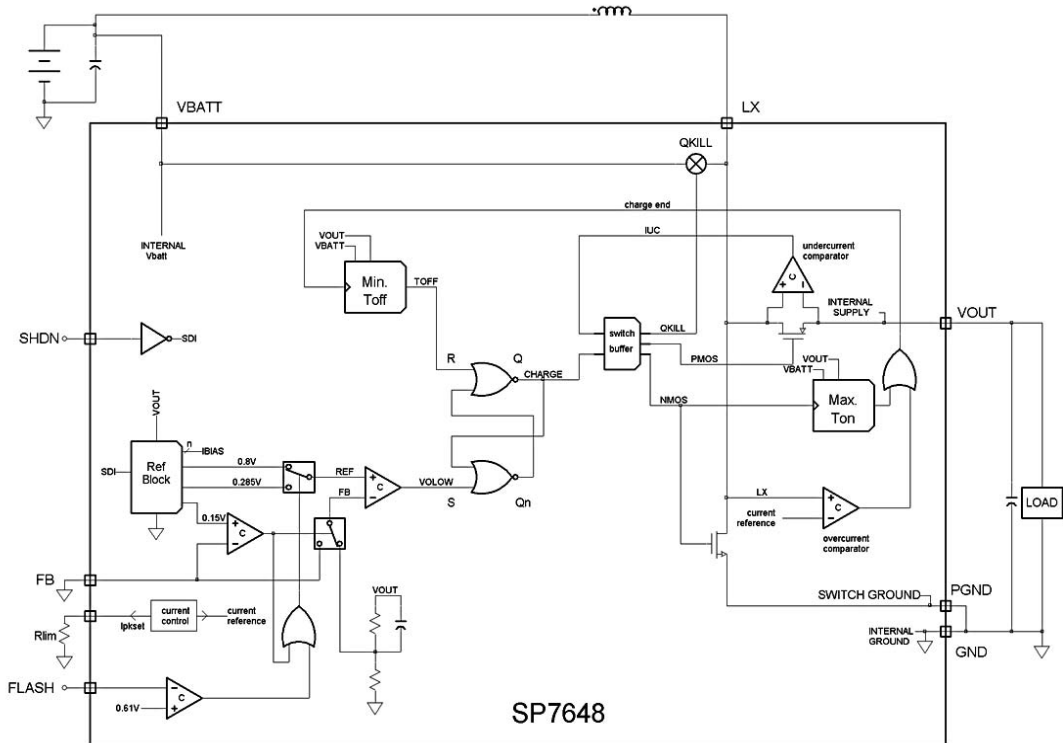 VBATT
LX
QKILL
charge end
IUC
undercurrent
comparator
C
+ −
INTERNAL
Vbatt
VOUT
VBATT
Min.
Toff
TOFF
INTERNAL
SUPPLY
VOUT
SHDN
SDI
switch
buffer
QKILL
PMOS
NMOS
VOUT
VBATT
Max.
Ton
R
Q
CHARGE
VOUT
n
IBIAS
SDI
Ref
Block
0.8V
0.285V
REF
FB
+
−
C
VOLOW
S
Qn
0.15V
+
−
C
LX
current
reference
+
−
C
overcurrent
comparator
LOAD
FB
VOUT
SWITCH GROUND
PGND
Rlim
Ipkset
current
control
current
reference
INTERNAL
GROUND
GND
FLASH
0.61V
−
+
C
SP7648